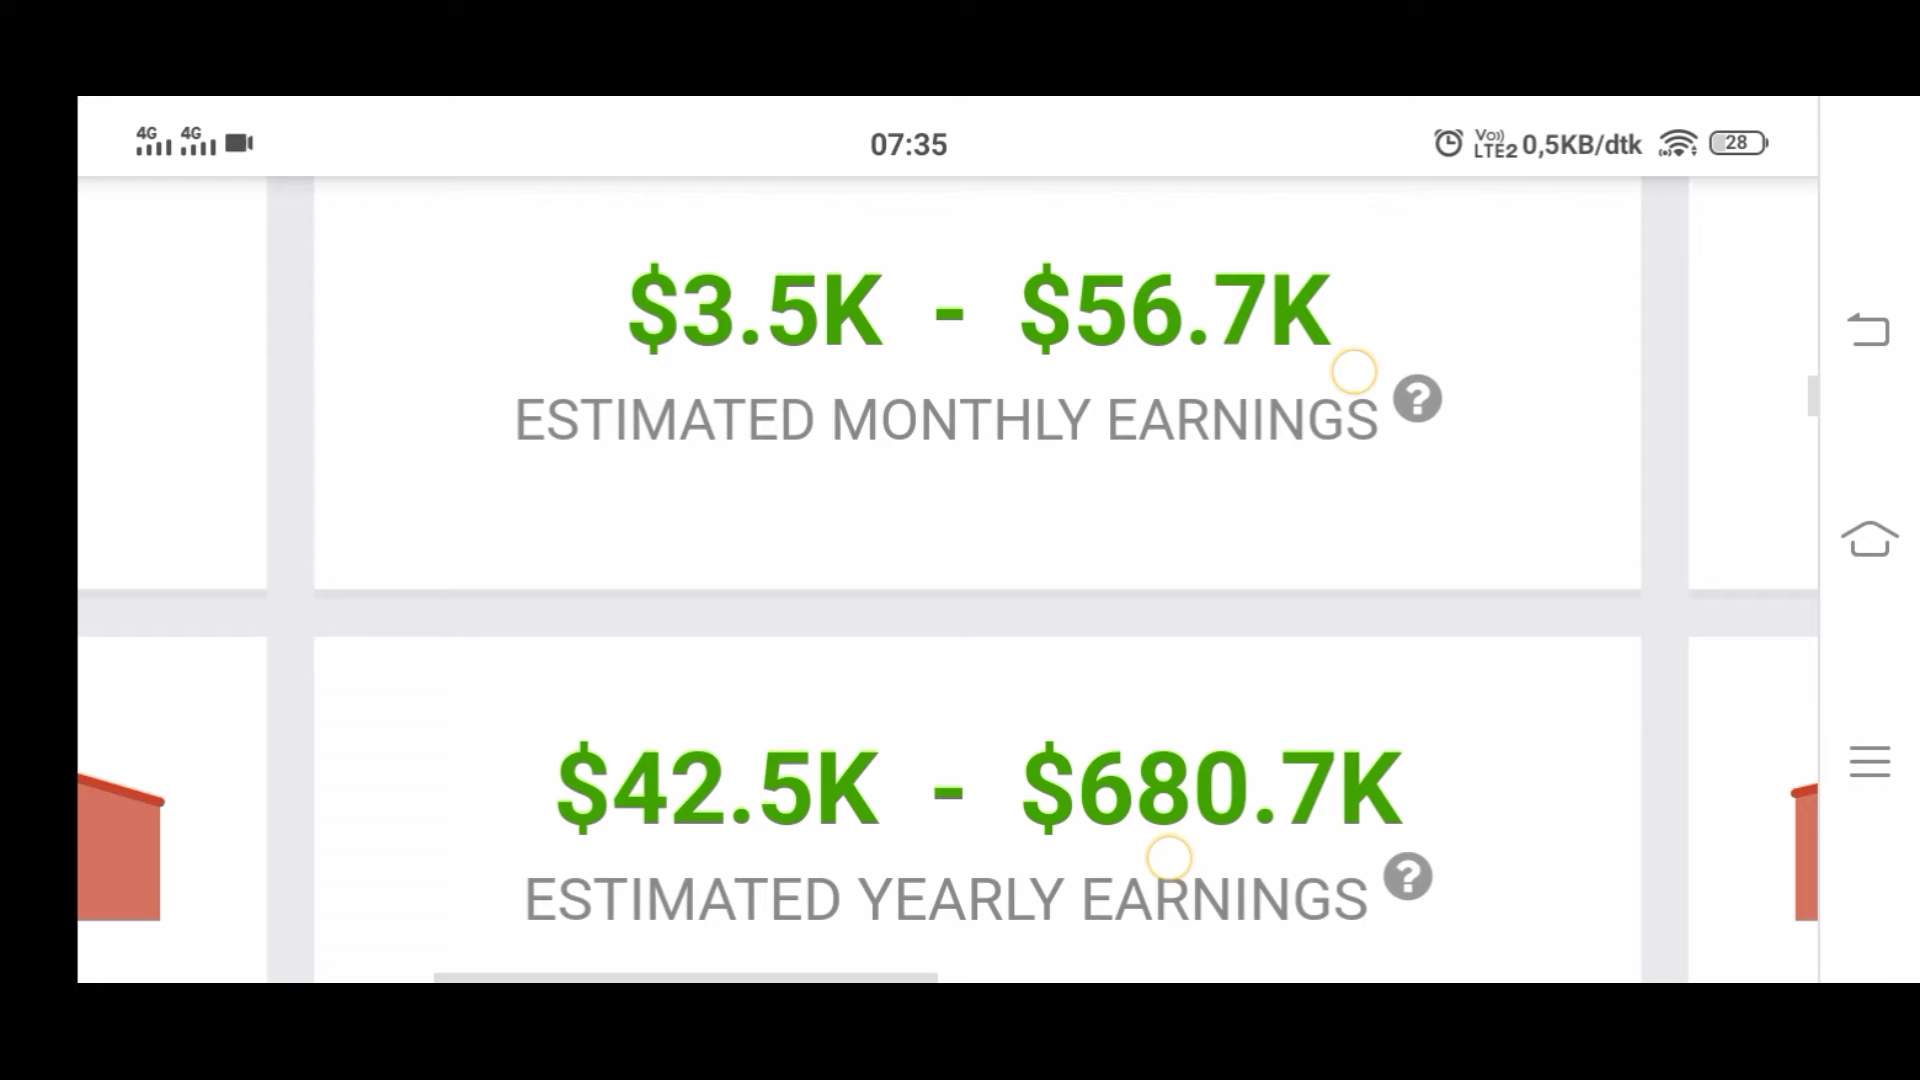 4G 4G 07:35 Vo)) LTE2 0,5KB/dtk 28
$3.5K - $56.7K
ESTIMATED MONTHLY EARNINGS ?
$42.5K - $680.7K
ESTIMATED YEARLY EARNINGS ?